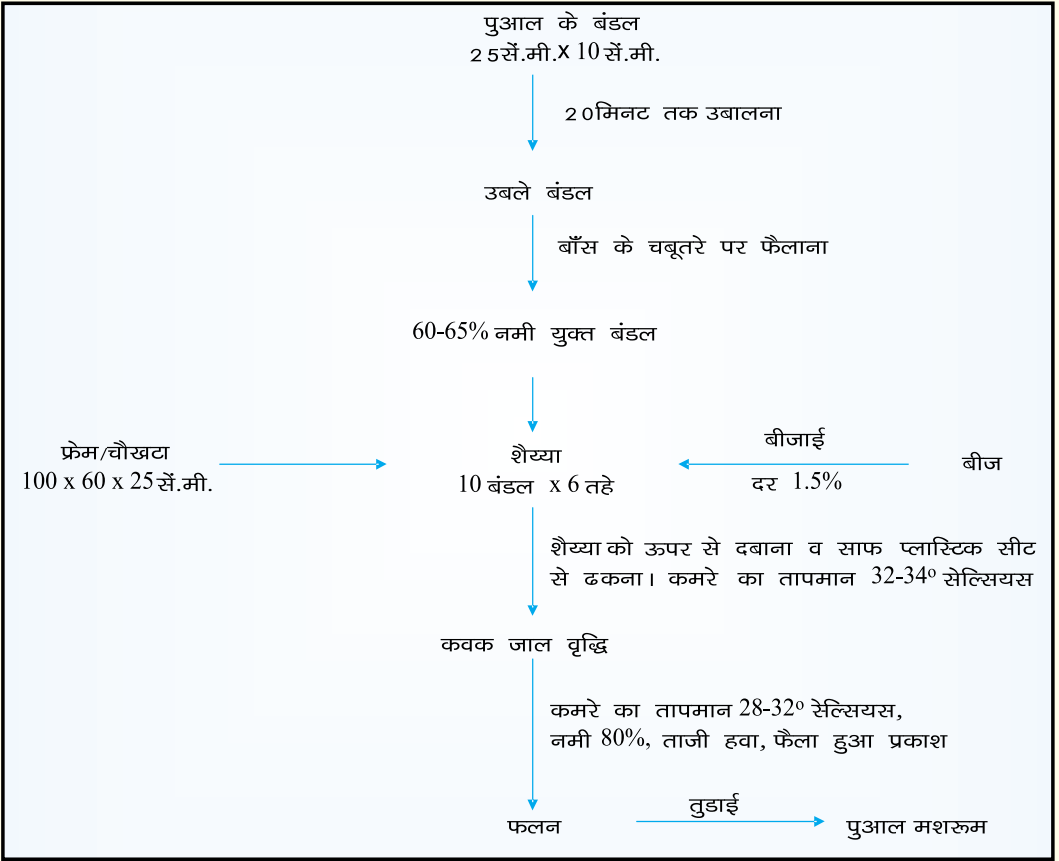 पुआल के बंडल
25सें.मी.X 10 सें.मी.
20मिनट तक उबालना
उबले बंडल
बाँस के चबूतरे पर फैलाना
60-65% नमी युक्त बंडल
फ्रेम/चौखटा
100 x 60 x 25 सें.मी.
शैय्या
10 बंडल x 6 तहे
बीजाई
दर 1.5%
बीज
शैय्या को ऊपर से दबाना व साफ प्लास्टिक सीट
से ढकना। कमरे का तापमान 32-34º सेल्सियस
कवक जाल वृद्धि
कमरे का तापमान 28-32º सेल्सियस,
नमी 80%, ताजी हवा, फैला हुआ प्रकाश
फलन
तुडाई
पुआल मशरूम